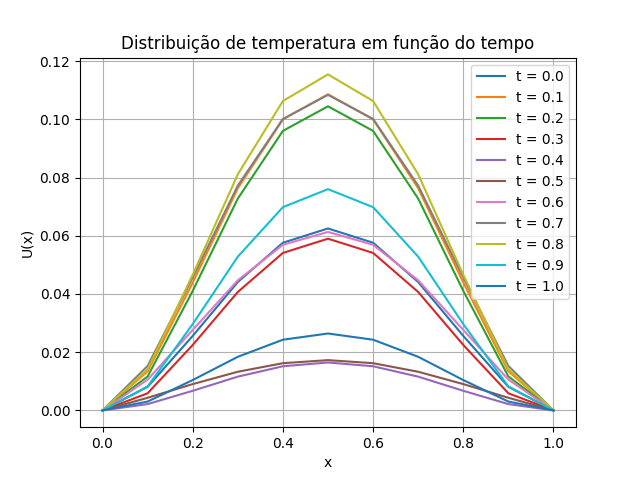 Distribuição de temperatura em função do tempo
0.12
0.10
0.08
0.06
0.04
0.02
0.00
U(x)
t = 0.0
t = 0.1
t = 0.2
t = 0.3
t = 0.4
t = 0.5
t = 0.6
t = 0.7
t = 0.8
t = 0.9
t = 1.0
0.0 0.2 0.4 0.6 0.8 1.0
x